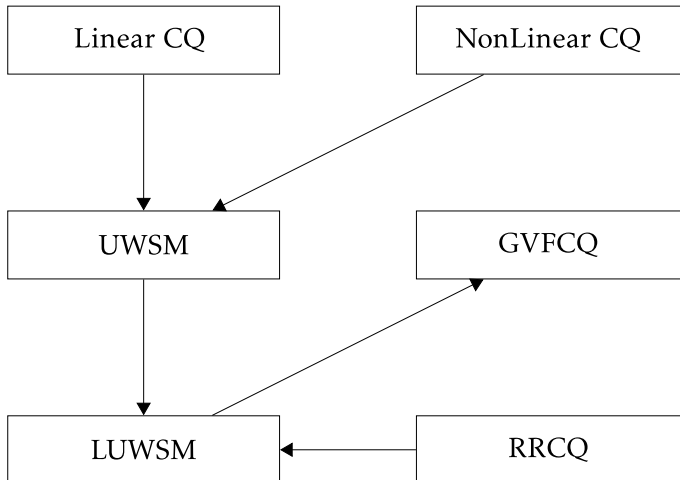 Linear CQ
NonLinear CQ
UWSM
GVFCQ
LUWSM
RRCQ